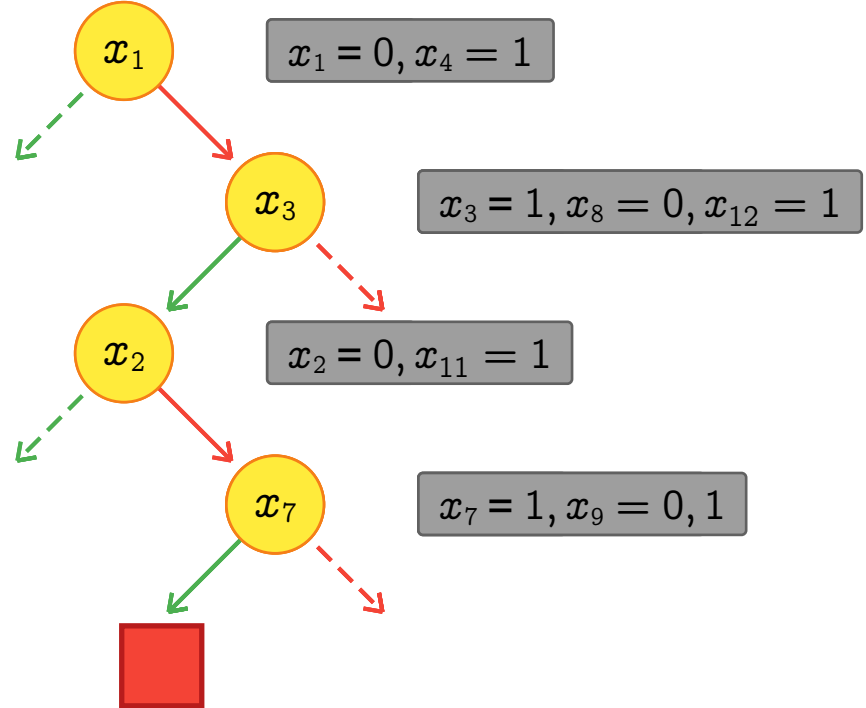 x₁
x₁ = 0, x₄ = 1
x₃
x₃ = 1, x₈ = 0, x₁₂ = 1
x₂
x₂ = 0, x₁₁ = 1
x₇
x₇ = 1, x₉ = 0, 1